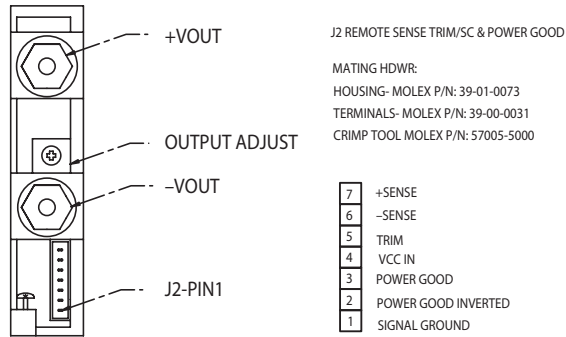 +VOUT
OUTPUT ADJUST
–VOUT
J2-PIN1
J2 REMOTE SENSE TRIM/SC & POWER GOOD
MATING HDWR:
HOUSING- MOLEX P/N: 39-01-0073
TERMINALS- MOLEX P/N: 39-00-0031
CRIMP TOOL MOLEX P/N: 57005-5000
7 +SENSE
6 –SENSE
5 TRIM
4 VCC IN
3 POWER GOOD
2 POWER GOOD INVERTED
1 SIGNAL GROUND